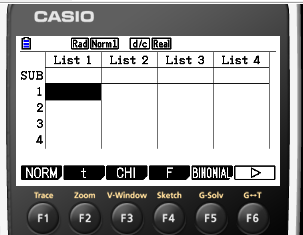 CASIO
Rad Norm1 d/c Real
List 1 List 2 List 3 List 4
SUB
1
2
3
4
NORM t CHI F BINOMIAL ▷
Trace Zoom V-Window Sketch G-Solv G↔T
F1 F2 F3 F4 F5 F6